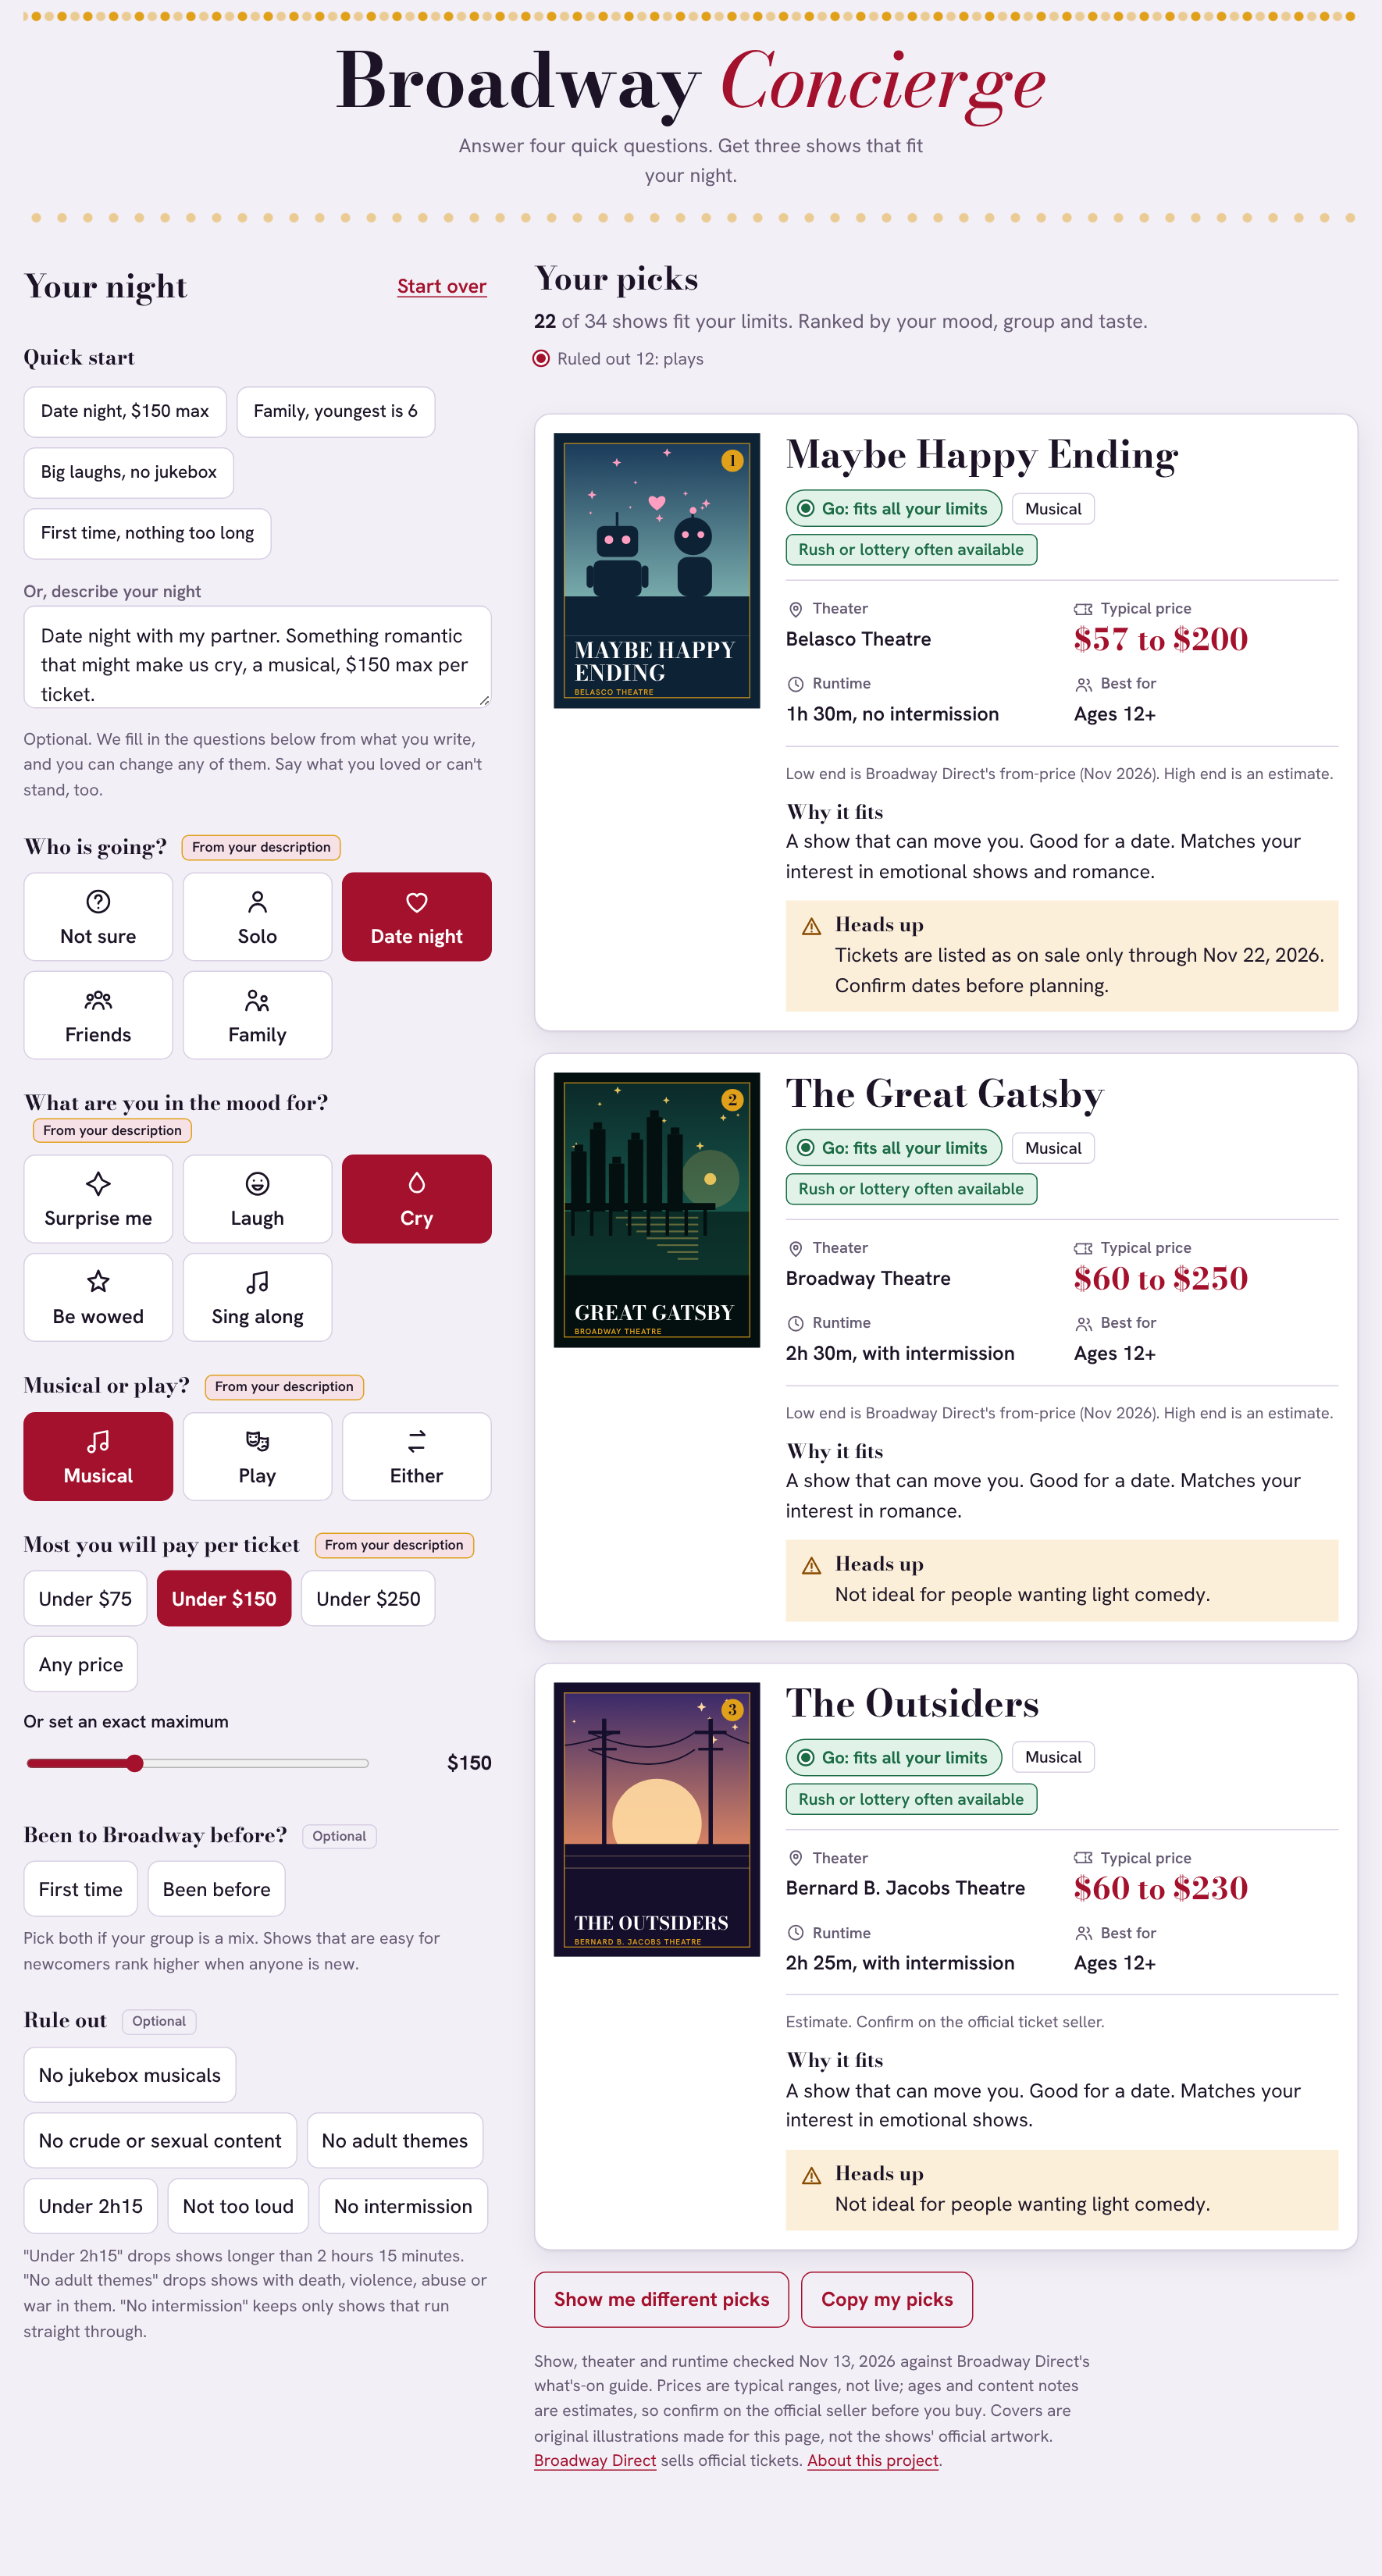 Broadway Concierge
Answer four quick questions. Get three shows that fit
your night.
Your night
Start over
Quick start
Date night, $150 max
Family, youngest is 6
Big laughs, no jukebox
First time, nothing too long
Or, describe your night
Date night with my partner. Something romantic
that might make us cry, a musical, $150 max per
ticket.
Optional. We fill in the questions below from what you write,
and you can change any of them. Say what you loved or can't
stand, too.
Who is going?
From your description
Not sure
Solo
Date night
Friends
Family
What are you in the mood for?
From your description
Surprise me
Laugh
Cry
Be wowed
Sing along
Musical or play?
From your description
Musical
Play
Either
Most you will pay per ticket
From your description
Under $75
Under $150
Under $250
Any price
Or set an exact maximum
$150
Been to Broadway before?
Optional
First time
Been before
Pick both if your group is a mix. Shows that are easy for
newcomers rank higher when anyone is new.
Rule out
Optional
No jukebox musicals
No crude or sexual content
No adult themes
Under 2h15
Not too loud
No intermission
"Under 2h15" drops shows longer than 2 hours 15 minutes.
"No adult themes" drops shows with death, violence, abuse or
war in them. "No intermission" keeps only shows that run
straight through.
Your picks
22 of 34 shows fit your limits. Ranked by your mood, group and taste.
Ruled out 12: plays
1
MAYBE HAPPY
ENDING
BELASCO THEATRE
Maybe Happy Ending
Go: fits all your limits
Musical
Rush or lottery often available
Theater
Belasco Theatre
Typical price
$57 to $200
Runtime
1h 30m, no intermission
Best for
Ages 12+
Low end is Broadway Direct's from-price (Nov 2026). High end is an estimate.
Why it fits
A show that can move you. Good for a date. Matches your
interest in emotional shows and romance.
Heads up
Tickets are listed as on sale only through Nov 22, 2026.
Confirm dates before planning.
2
GREAT GATSBY
BROADWAY THEATRE
The Great Gatsby
Go: fits all your limits
Musical
Rush or lottery often available
Theater
Broadway Theatre
Typical price
$60 to $250
Runtime
2h 30m, with intermission
Best for
Ages 12+
Low end is Broadway Direct's from-price (Nov 2026). High end is an estimate.
Why it fits
A show that can move you. Good for a date. Matches your
interest in romance.
Heads up
Not ideal for people wanting light comedy.
3
THE OUTSIDERS
BERNARD B. JACOBS THEATRE
The Outsiders
Go: fits all your limits
Musical
Rush or lottery often available
Theater
Bernard B. Jacobs Theatre
Typical price
$60 to $230
Runtime
2h 25m, with intermission
Best for
Ages 12+
Estimate. Confirm on the official ticket seller.
Why it fits
A show that can move you. Good for a date. Matches your
interest in emotional shows.
Heads up
Not ideal for people wanting light comedy.
Show me different picks
Copy my picks
Show, theater and runtime checked Nov 13, 2026 against Broadway Direct's
what's-on guide. Prices are typical ranges, not live; ages and content notes
are estimates, so confirm on the official seller before you buy. Covers are
original illustrations made for this page, not the shows' official artwork.
Broadway Direct sells official tickets. About this project.